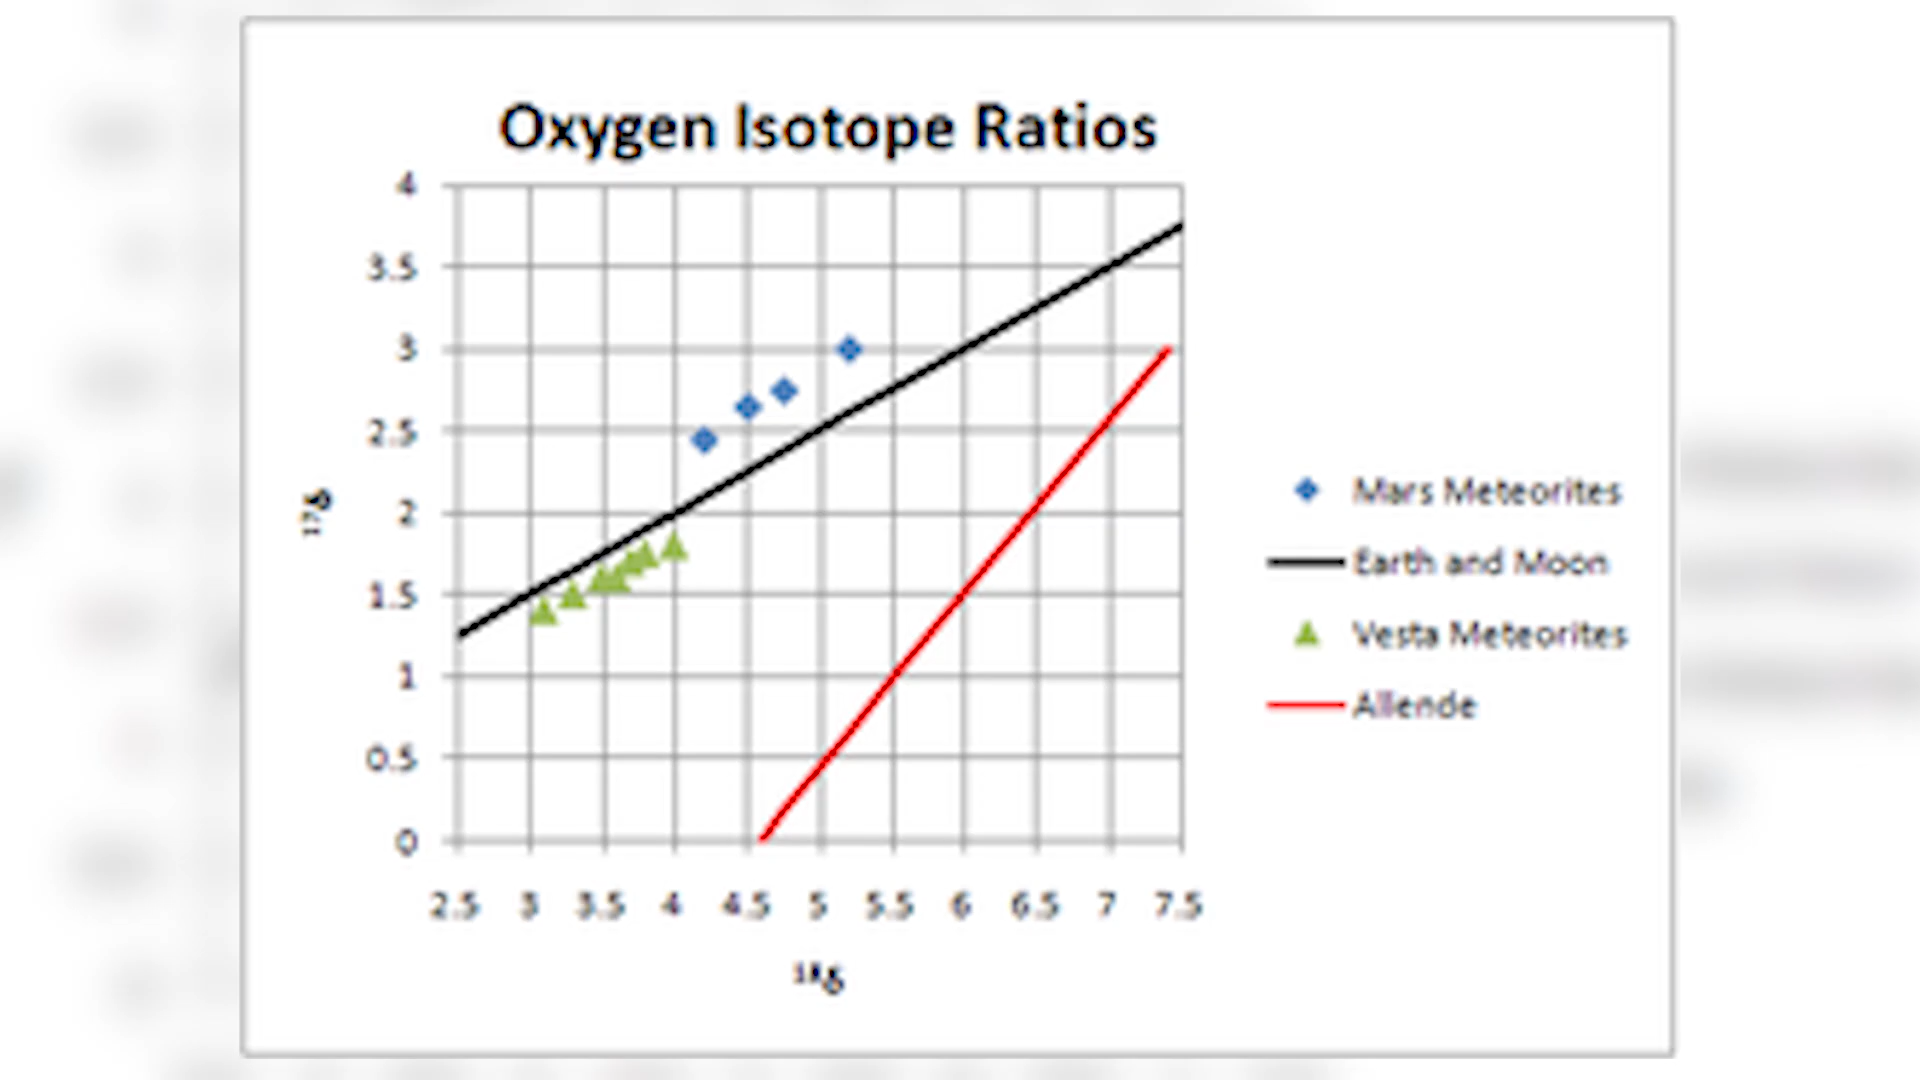 Oxygen Isotope Ratios
4
3.5
3
2.5
2
1.5
1
0.5
0
¹⁷δ
2.5 3 3.5 4 4.5 5 5.5 6 6.5 7 7.5
¹⁸δ
Mars Meteorites
Earth and Moon
Vesta Meteorites
Allende